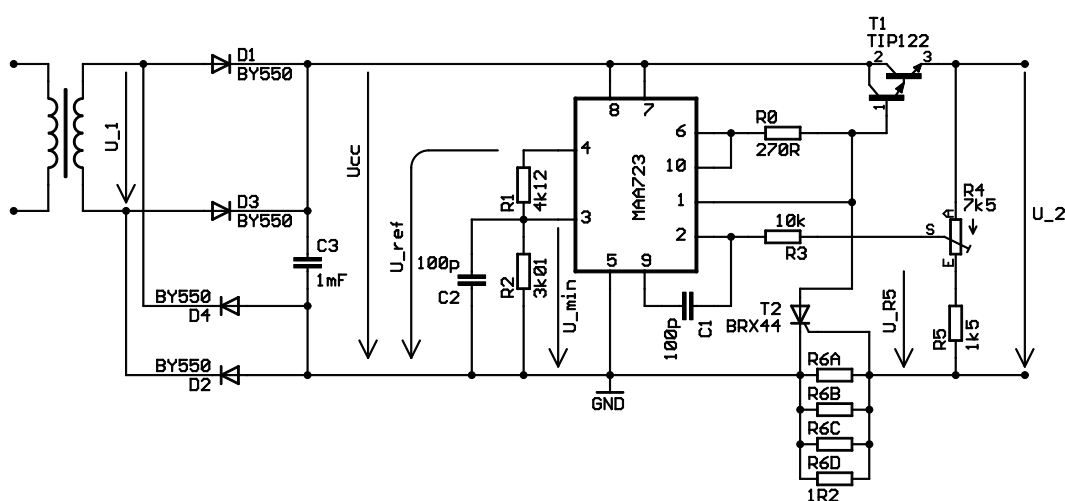 T1
TIP122
D1
BY550
2
3
1
8
7
U_1
Ucc
U_ref
4
R1
4k12
MAA723
6
R0
270R
10
1
D3
BY550
3
2
10k
R3
R4
7k5
A
S
E
U_2
C3
1mF
100p
C2
R2
3k01
U_min
5
9
100p
C1
T2
BRX44
U_R5
R5
1k5
BY550
D4
BY550
D2
GND
R6A
R6B
R6C
R6D
1R2